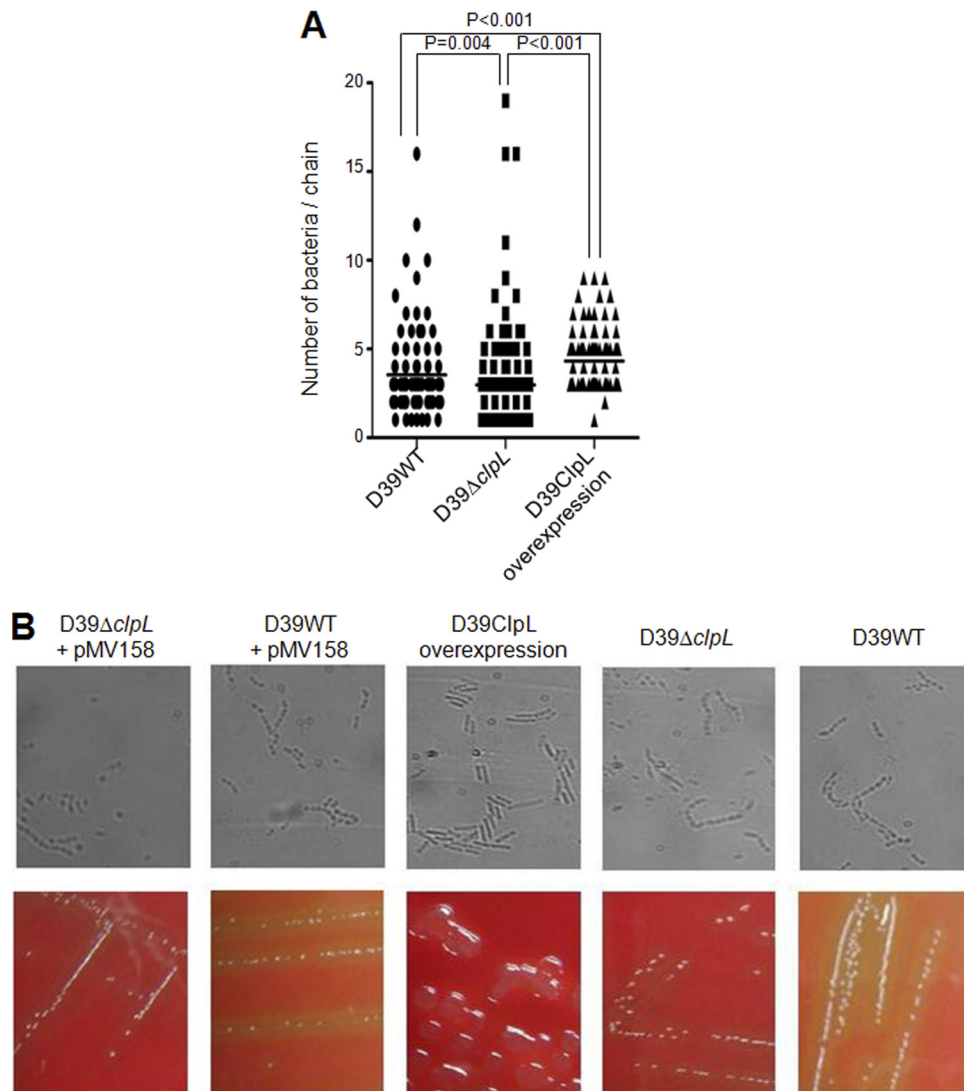 A
P<0.001
P=0.004 P<0.001
20
15
10
5
0
Number of bacteria / chain
D39WT
D39ΔclpL
D39ClpL
overexpression
B
D39ΔclpL
+ pMV158
D39WT
+ pMV158
D39ClpL
overexpression
D39ΔclpL
D39WT